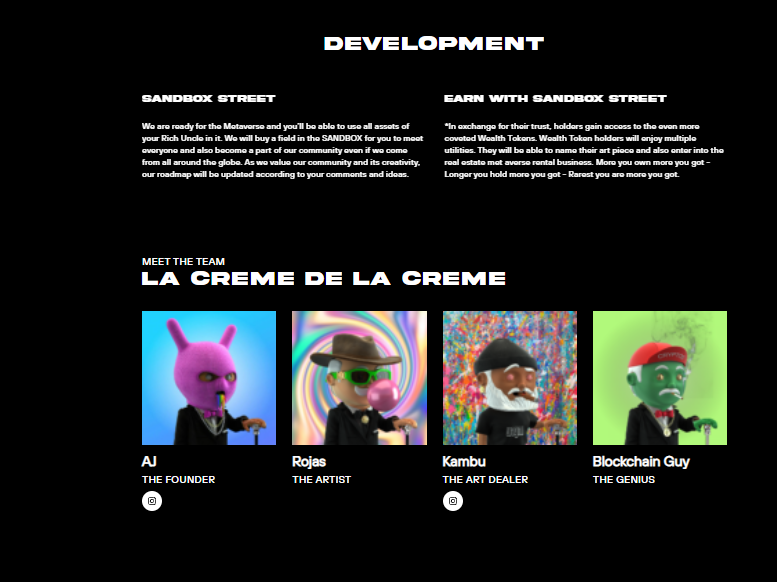 DEVELOPMENT
SANDBOX STREET
We are ready for the Metaverse and you'll be able to use all assets of
your Rich Uncle in it. We will buy a field in the SANDBOX for you to meet
everyone and also become a part of our community even if we come
from all around the globe. As we value our community and its creativity,
our roadmap will be updated according to your comments and ideas.
EARN WITH SANDBOX STREET
*In exchange for their trust, holders gain access to the even more
coveted Wealth Tokens. Wealth Token holders will enjoy multiple
utilities. They will be able to name their art piece and also enter into the
real estate met averse rental business. More you own more you got –
Longer you hold more you got – Rarest you are more you got.
MEET THE TEAM
LA CREME DE LA CREME
AJ
THE FOUNDER
Rojas
THE ARTIST
Kambu
THE ART DEALER
Blockchain Guy
THE GENIUS